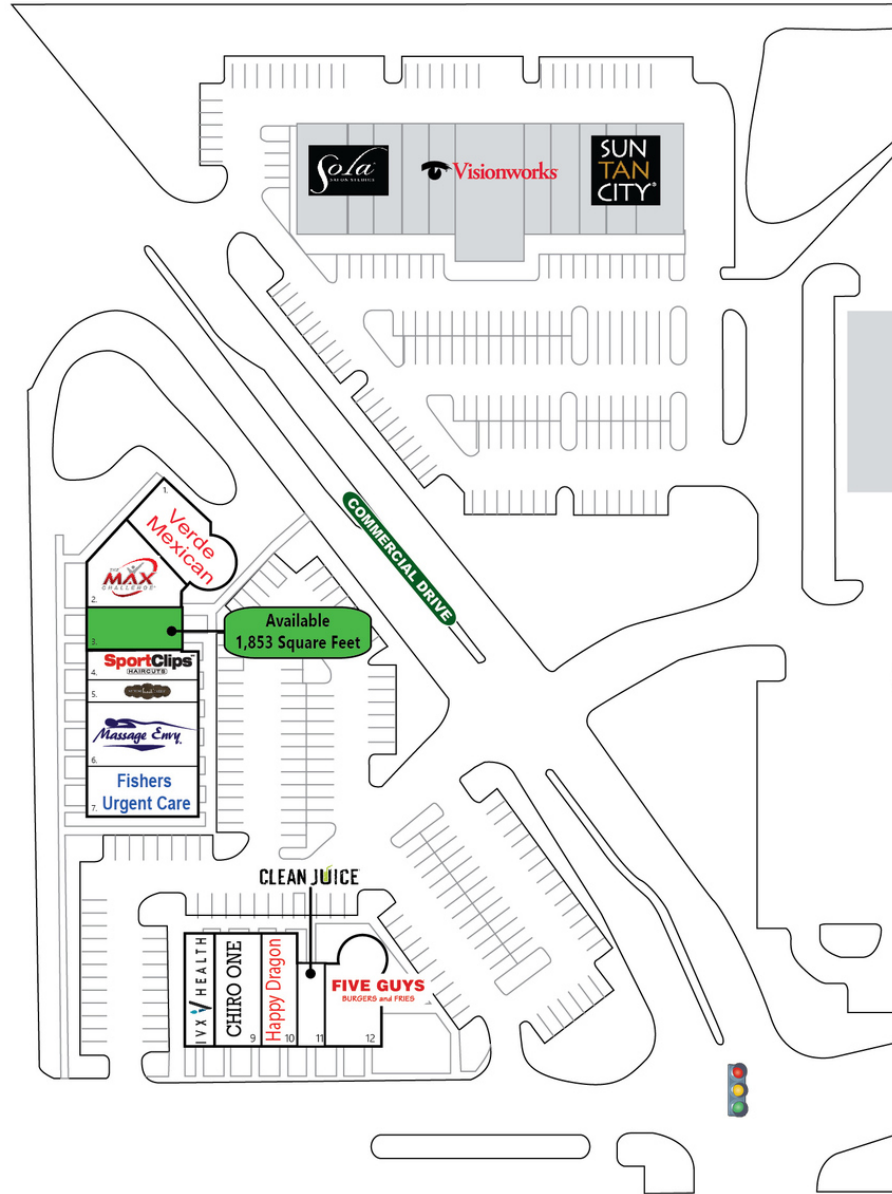 Sola
SALON STUDIOS
Visionworks
SUN
TAN
CITY®
COMMERCIAL DRIVE
1.
Verde
Mexican
THE
MAX
CHALLENGE
2.
3.
Available
1,853 Square Feet
SportClips
HAIRCUTS
4.
5.
Massage Envy
6.
Fishers
Urgent Care
7.
CLEAN JUICE
IVX HEALTH
CHIRO ONE
9
Happy Dragon
10
11
FIVE GUYS
BURGERS and FRIES
12